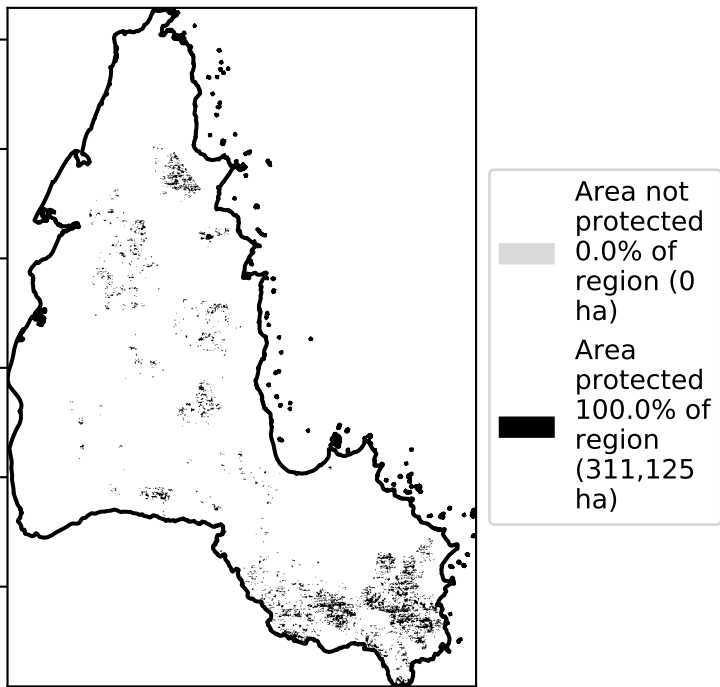 Area not
protected
0.0% of
region (0
ha)
Area
protected
100.0% of
region
(311,125
ha)